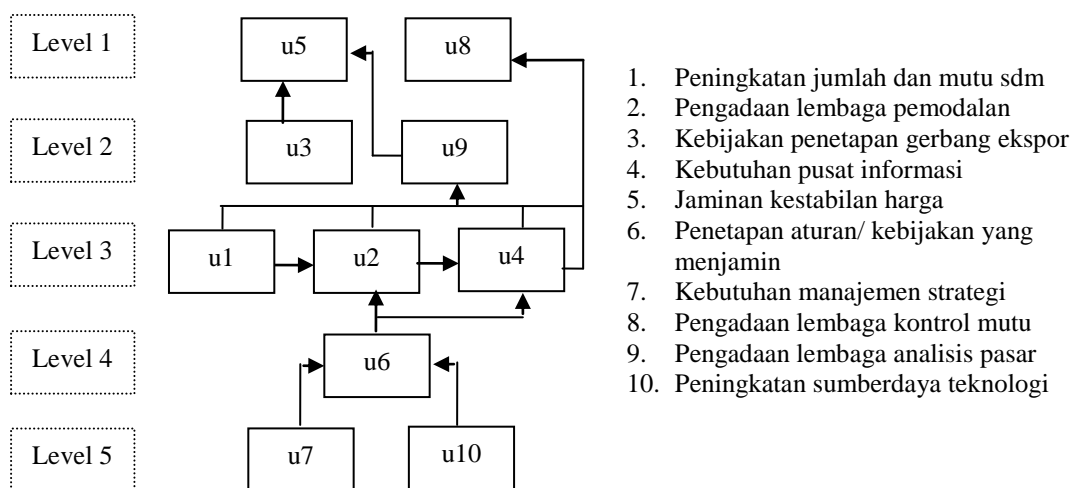 Level 1
u5
u8
Level 2
u3
u9
Level 3
u1
u2
u4
Level 4
u6
Level 5
u7
u10
1. Peningkatan jumlah dan mutu sdm
2. Pengadaan lembaga pemodalan
3. Kebijakan penetapan gerbang ekspor
4. Kebutuhan pusat informasi
5. Jaminan kestabilan harga
6. Penetapan aturan/ kebijakan yang
menjamin
7. Kebutuhan manajemen strategi
8. Pengadaan lembaga kontrol mutu
9. Pengadaan lembaga analisis pasar
10. Peningkatan sumberdaya teknologi